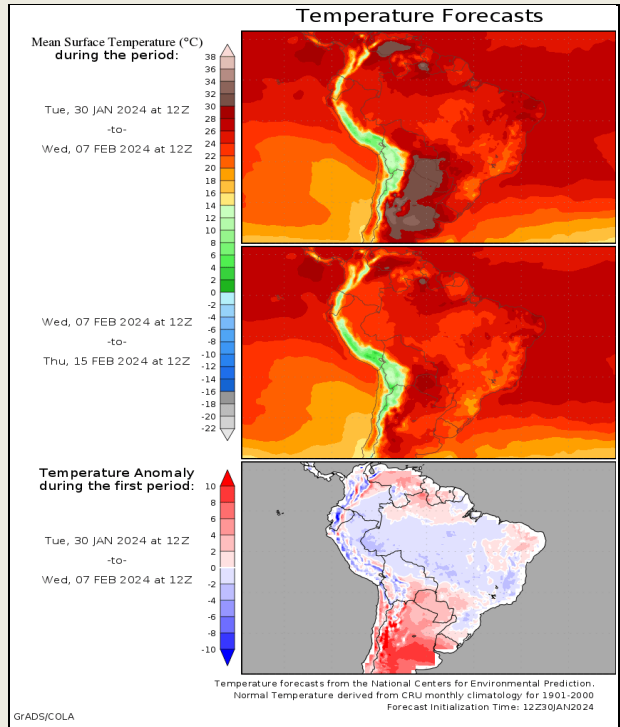 Temperature Forecasts
Mean Surface Temperature (°C)
during the period:
Tue, 30 JAN 2024 at 12Z
-to-
Wed, 07 FEB 2024 at 12Z
38
36
34
32
30
28
26
24
22
20
18
16
14
12
10
8
6
4
2
0
-2
-4
-6
-8
-10
-12
-14
-16
-18
-20
-22
Wed, 07 FEB 2024 at 12Z
-to-
Thu, 15 FEB 2024 at 12Z
Temperature Anomaly
during the first period:
Tue, 30 JAN 2024 at 12Z
-to-
Wed, 07 FEB 2024 at 12Z
10
8
6
4
2
0
-2
-4
-6
-8
-10
Temperature forecasts from the National Centers for Environmental Prediction.
Normal Temperature derived from CRU monthly climatology for 1901-2000
Forecast Initialization Time: 12Z30JAN2024
GrADS/COLA